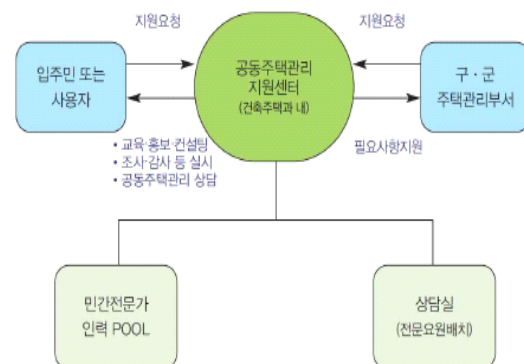 지원요청
지원요청
입주민 또는
사용자
공동주택관리
지원센터
(건축주택과 내)
구·군
주택관리부서
• 교육·홍보·컨설팅
• 조사·감사 등 실시
• 공동주택관리 상담
필요사항지원
민간전문가
인력 POOL
상담실
(전문요원배치)